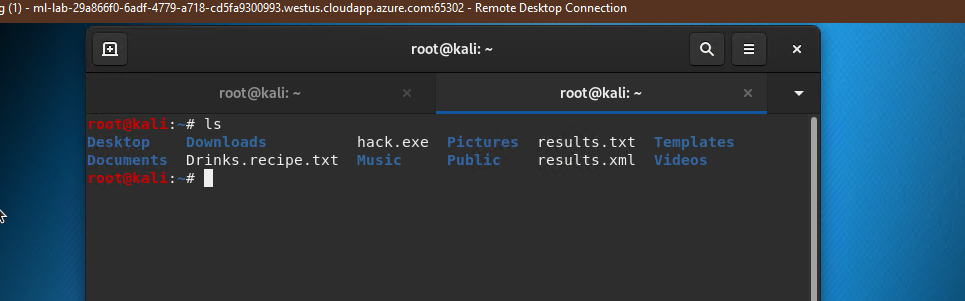 g (1) - ml-lab-29a866f0-6adf-4779-a718-cd5fa9300993.westus.cloudapp.azure.com:65302 - Remote Desktop Connection
root@kali: ~
root@kali: ~ × root@kali: ~ ×
root@kali:~# ls
Desktop Downloads hack.exe Pictures results.txt Templates
Documents Drinks.recipe.txt Music Public results.xml Videos
root@kali:~#